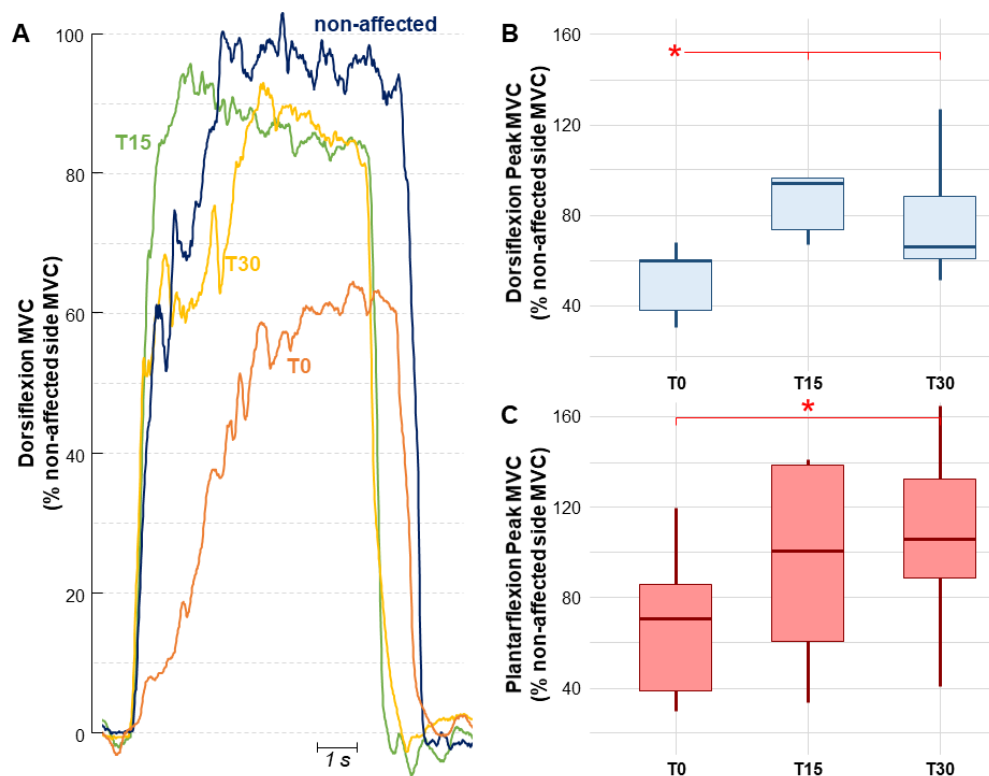 A
Dorsiflexion MVC
(% non-affected side MVC)
100
80
60
40
20
0
non-affected
T15
T30
T0
1 s
B
Dorsiflexion Peak MVC
(% non-affected side MVC)
160
120
80
40
*
T0
T15
T30
C
Plantarflexion Peak MVC
(% non-affected side MVC)
160
120
80
40
*
T0
T15
T30